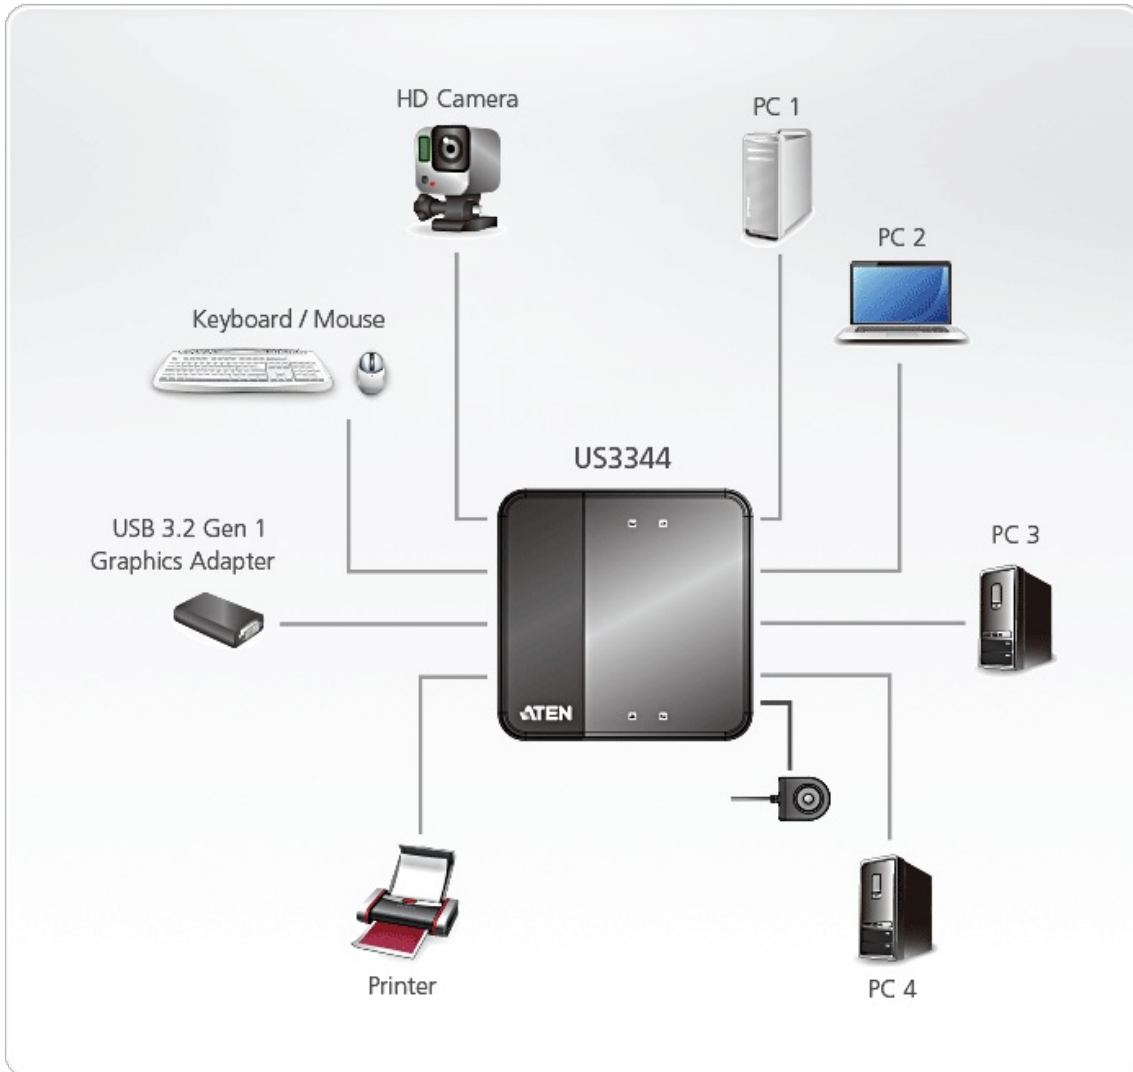 HD Camera
PC 1
PC 2
Keyboard / Mouse
US3344
USB 3.2 Gen 1
Graphics Adapter
PC 3
ATEN
Printer
PC 4